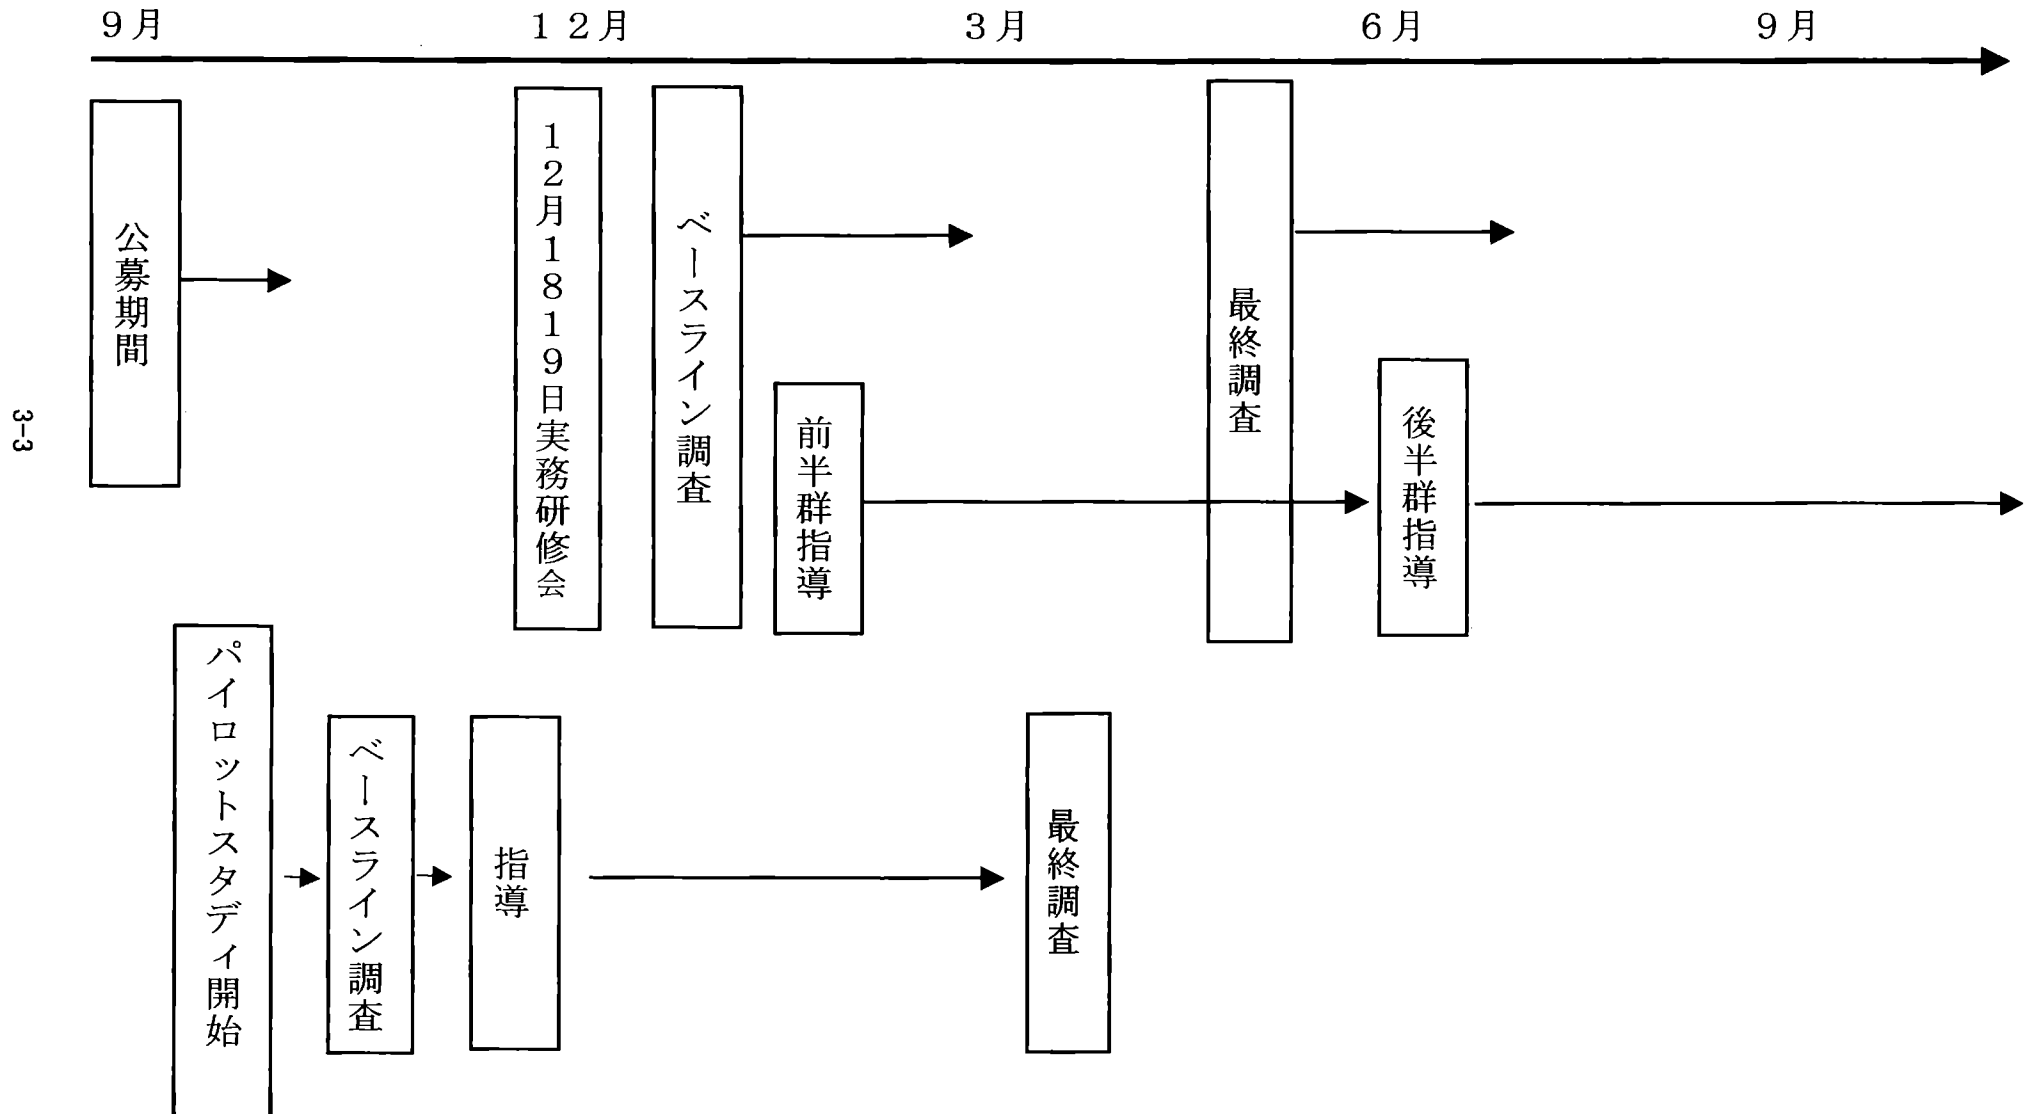 9月
12月
3月
6月
9月
公募期間
12月1819日実務研修会
ベースライン調査
前半群指導
最終調査
後半群指導
パイロットスタディ開始
ベースライン調査
指導
最終調査
3-3